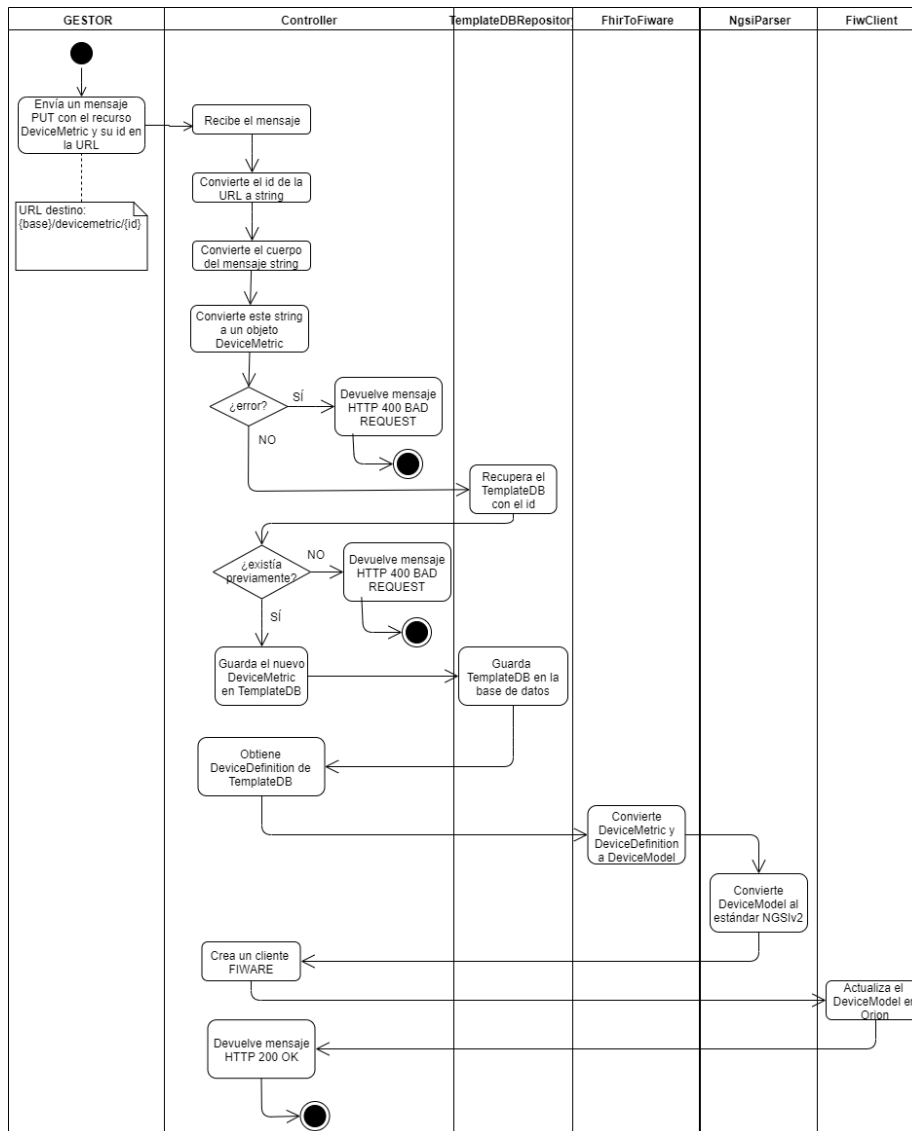 GESTOR
Controller
TemplateDBRepository
FhirToFiware
NgsiParser
FiwClient
Envía un mensaje
PUT con el recurso
DeviceMetric y su id en
la URL
Recibe el mensaje
Convierte el id de la
URL a string
URL destino:
{base}/devicemetric/{id}
Convierte el cuerpo
del mensaje string
Convierte este string
a un objeto
DeviceMetric
¿error?
SÍ
Devuelve mensaje
HTTP 400 BAD
REQUEST
NO
Recupera el
TemplateDB
con el id
¿existía
previamente?
NO
Devuelve mensaje
HTTP 400 BAD
REQUEST
SÍ
Guarda el nuevo
DeviceMetric
en TemplateDB
Guarda
TemplateDB en la
base de datos
Obtiene
DeviceDefinition de
TemplateDB
Convierte
DeviceMetric y
DeviceDefinition
a DeviceModel
Convierte
DeviceModel al
estándar NGSIv2
Crea un cliente
FIWARE
Actualiza el
DeviceModel en
Orion
Devuelve mensaje
HTTP 200 OK